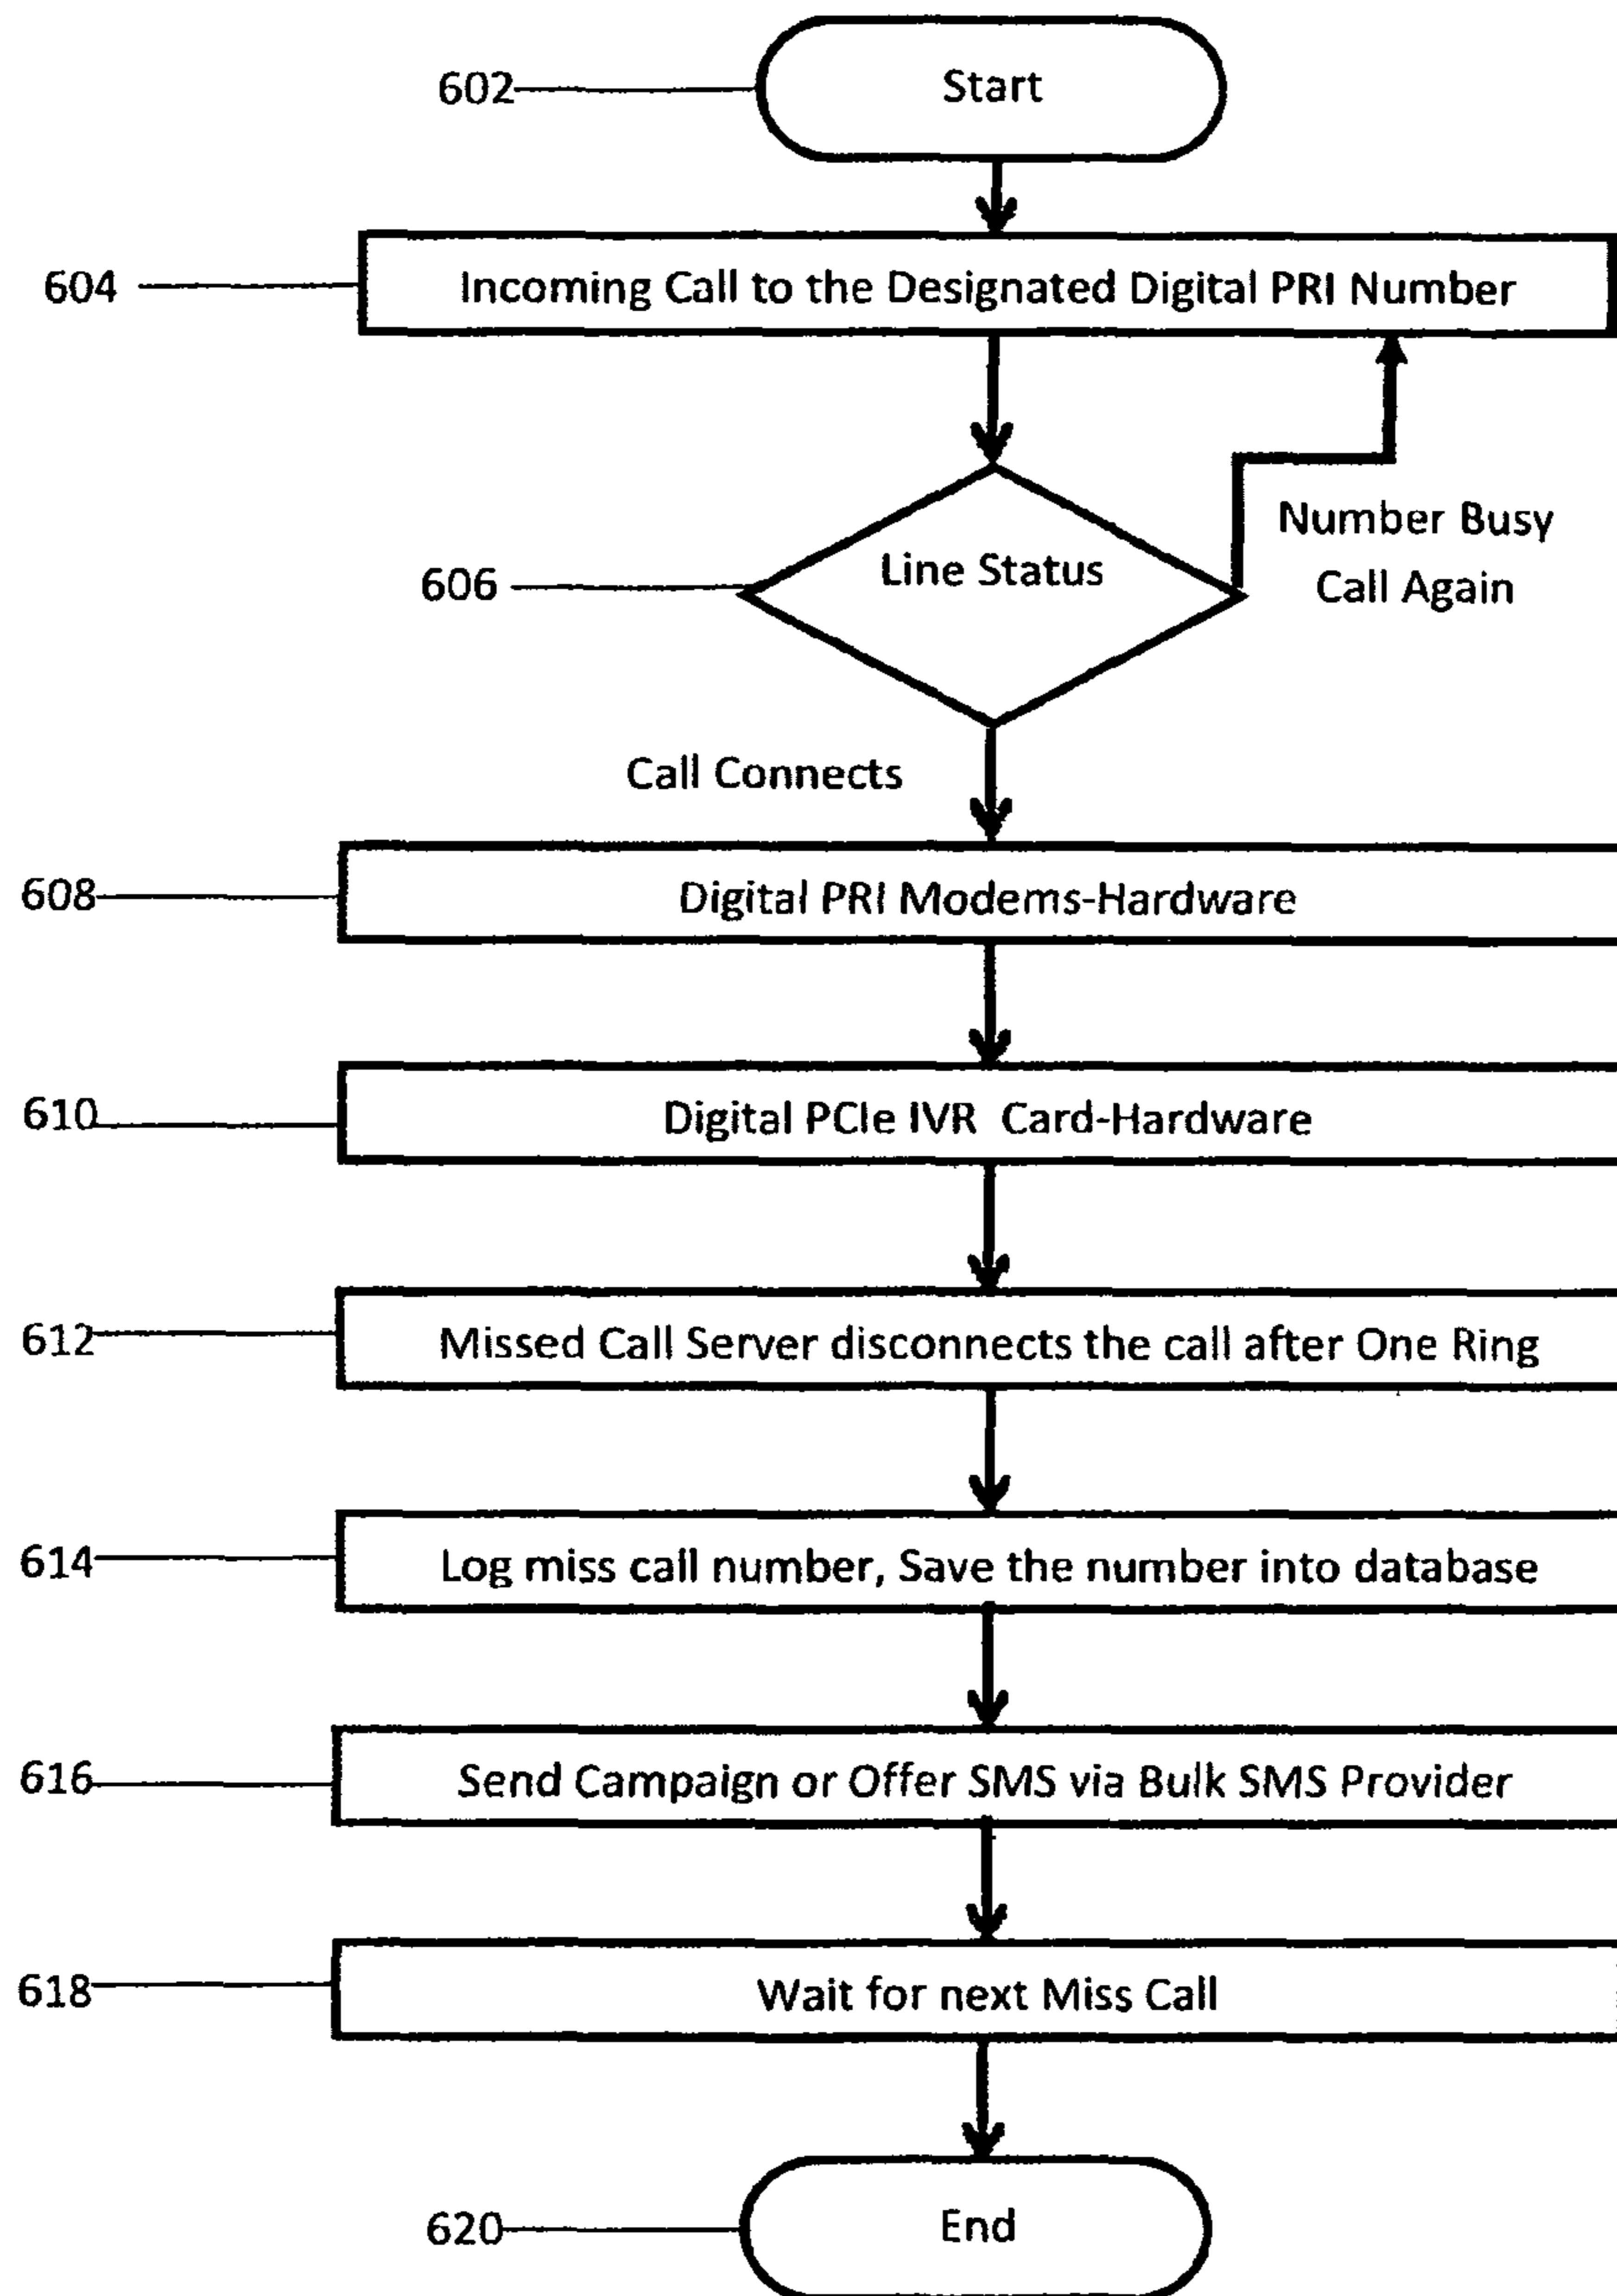 602
Start
604
Incoming Call to the Designated Digital PRI Number
606
Line Status
Number Busy
Call Again
Call Connects
608
Digital PRI Modems-Hardware
610
Digital PCIe IVR Card-Hardware
612
Missed Call Server disconnects the call after One Ring
614
Log miss call number, Save the number into database
616
Send Campaign or Offer SMS via Bulk SMS Provider
618
Wait for next Miss Call
620
End